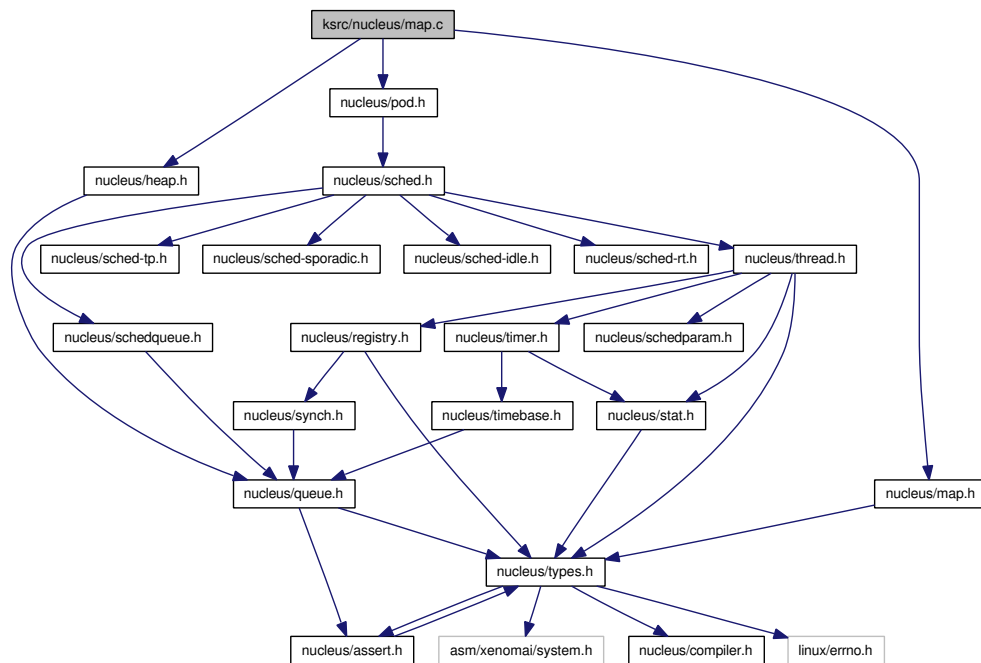 ksrc/nucleus/map.c
nucleus/pod.h
nucleus/heap.h
nucleus/sched.h
nucleus/sched-tp.h
nucleus/sched-sporadic.h
nucleus/sched-idle.h
nucleus/sched-rt.h
nucleus/thread.h
nucleus/schedqueue.h
nucleus/registry.h
nucleus/timer.h
nucleus/schedparam.h
nucleus/synch.h
nucleus/timebase.h
nucleus/stat.h
nucleus/queue.h
nucleus/map.h
nucleus/types.h
nucleus/assert.h
asm/xenomai/system.h
nucleus/compiler.h
linux/errno.h